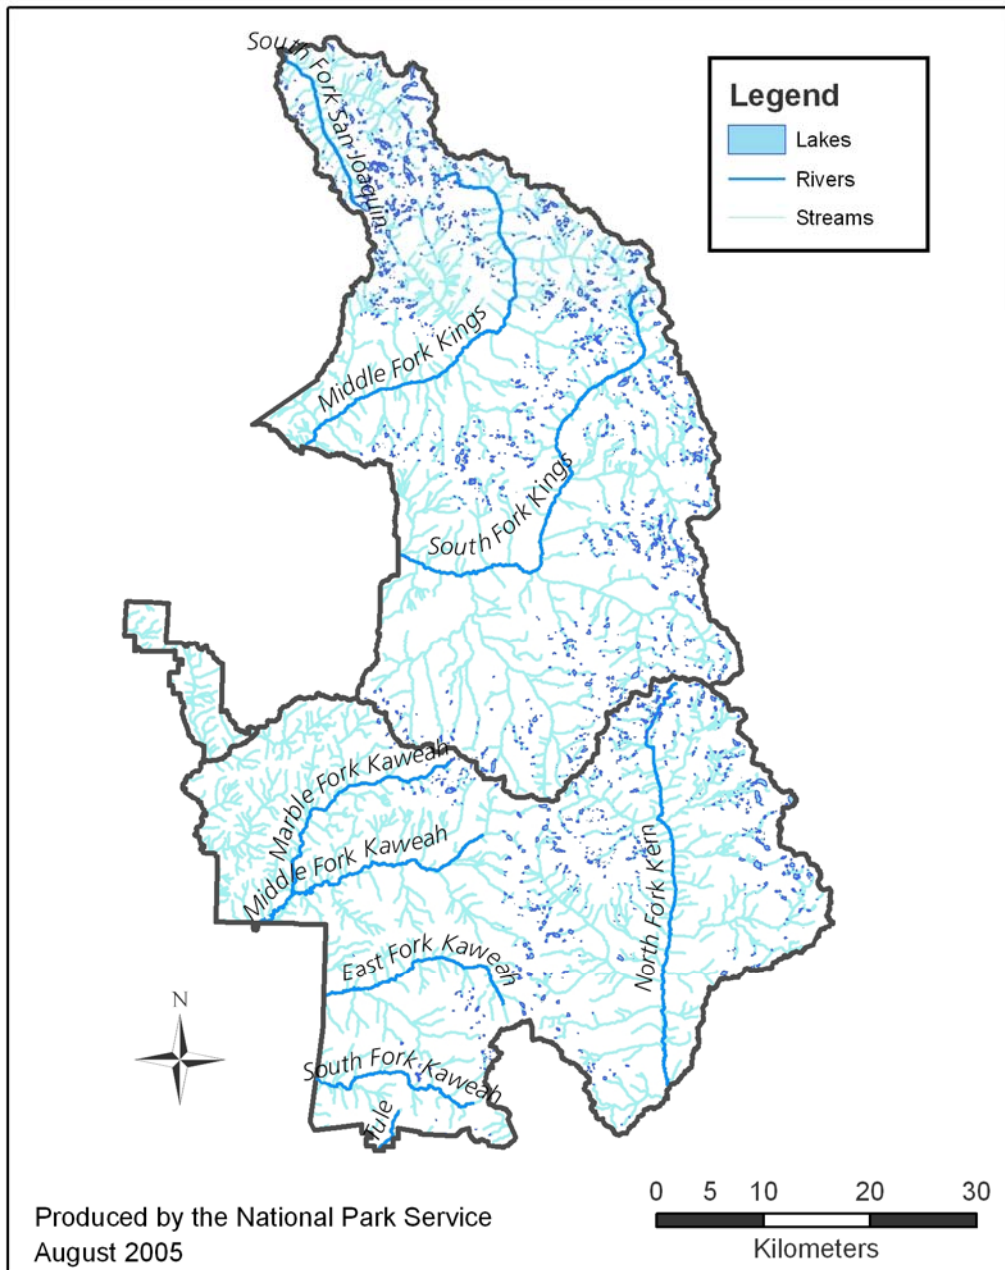 South Fork San Joaquin
Legend
Lakes
Rivers
Streams
Middle Fork Kings
South Fork Kings
Marble Fork Kaweah
Middle Fork Kaweah
North Fork Kern
East Fork Kaweah
South Fork Kaweah
Tule
N
0 5 10 20 30
Kilometers
Produced by the National Park Service
August 2005